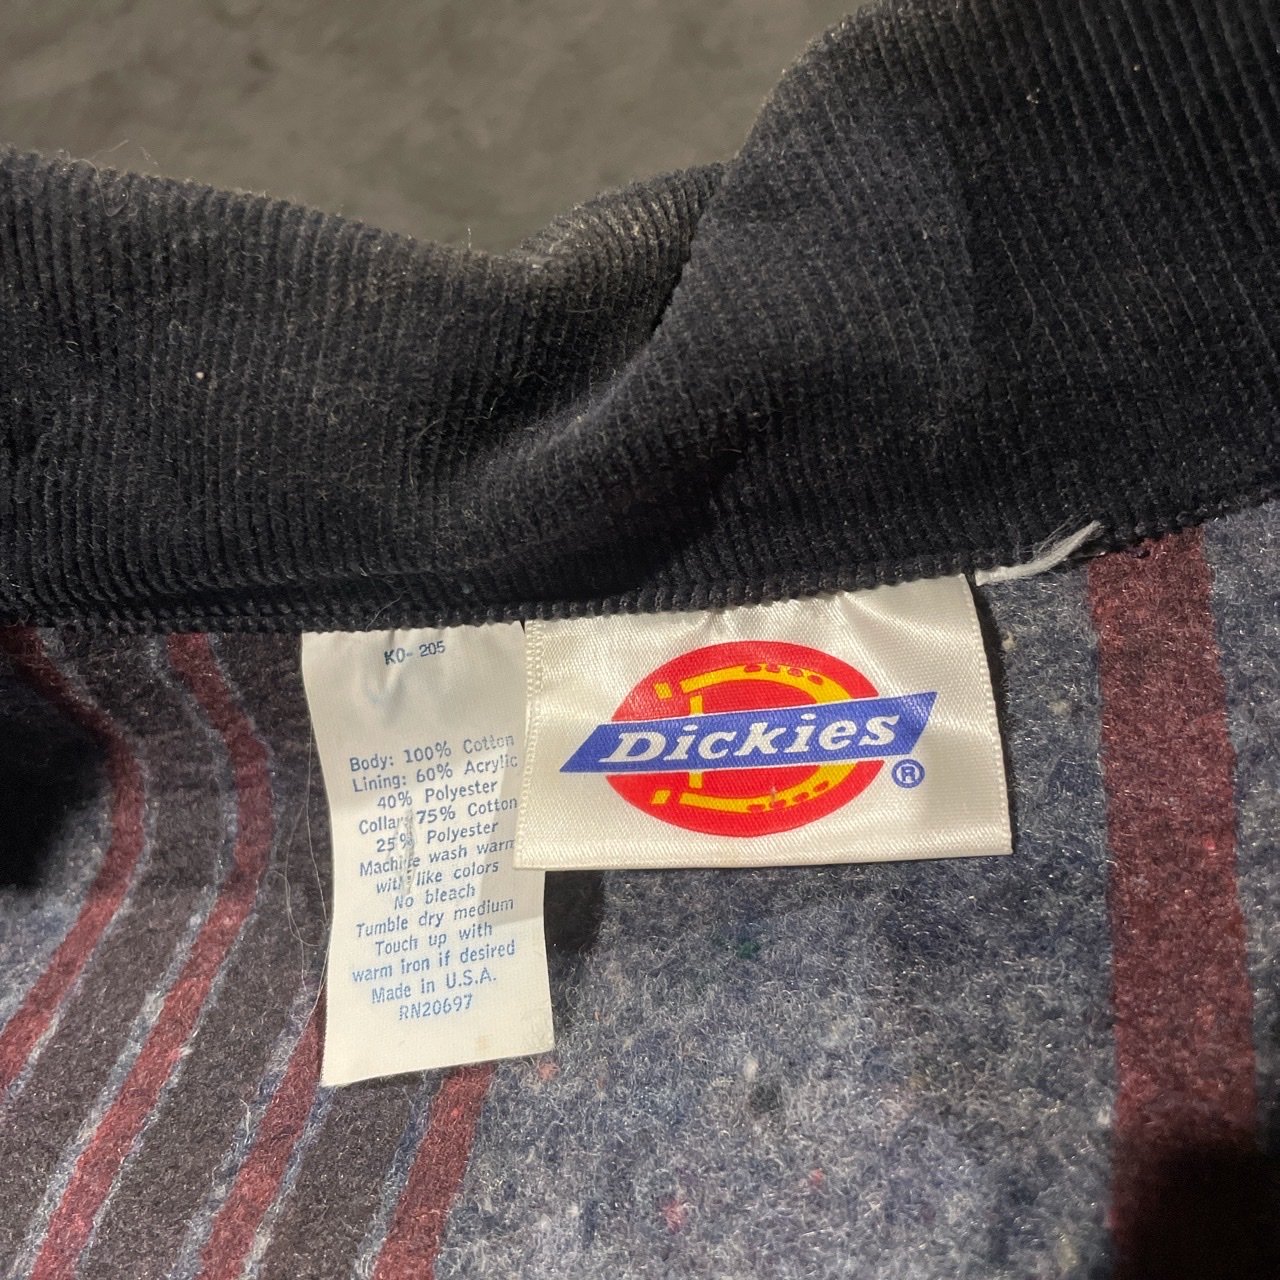 KO-205
Body: 100% Cotton
Lining: 60% Acrylic
40% Polyester
Collar 75% Cotton
25% Polyester
Machine wash warm
with like colors
No bleach
Tumble dry medium
Touch up with
warm iron if desired
Made in U.S.A.
RN20697
Dickies
®